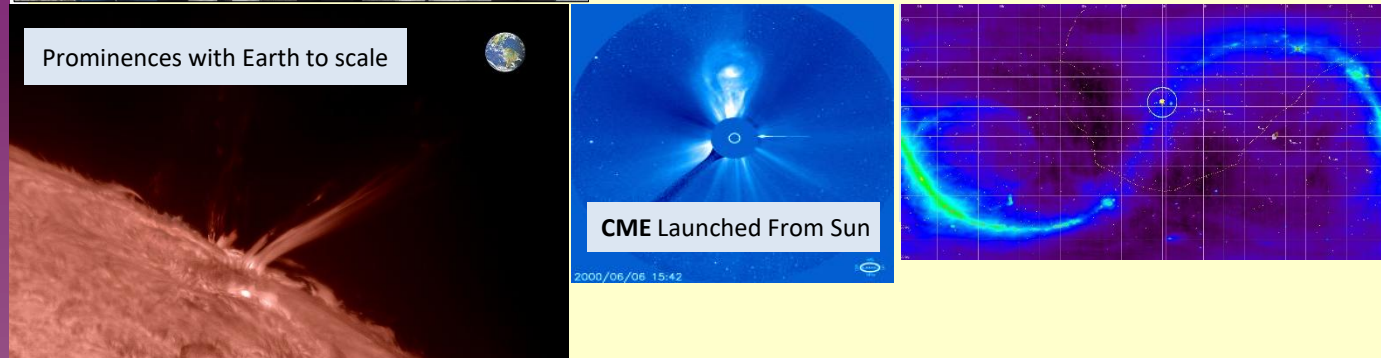 Prominences with Earth to scale
CME Launched From Sun
2000/06/06 15:42